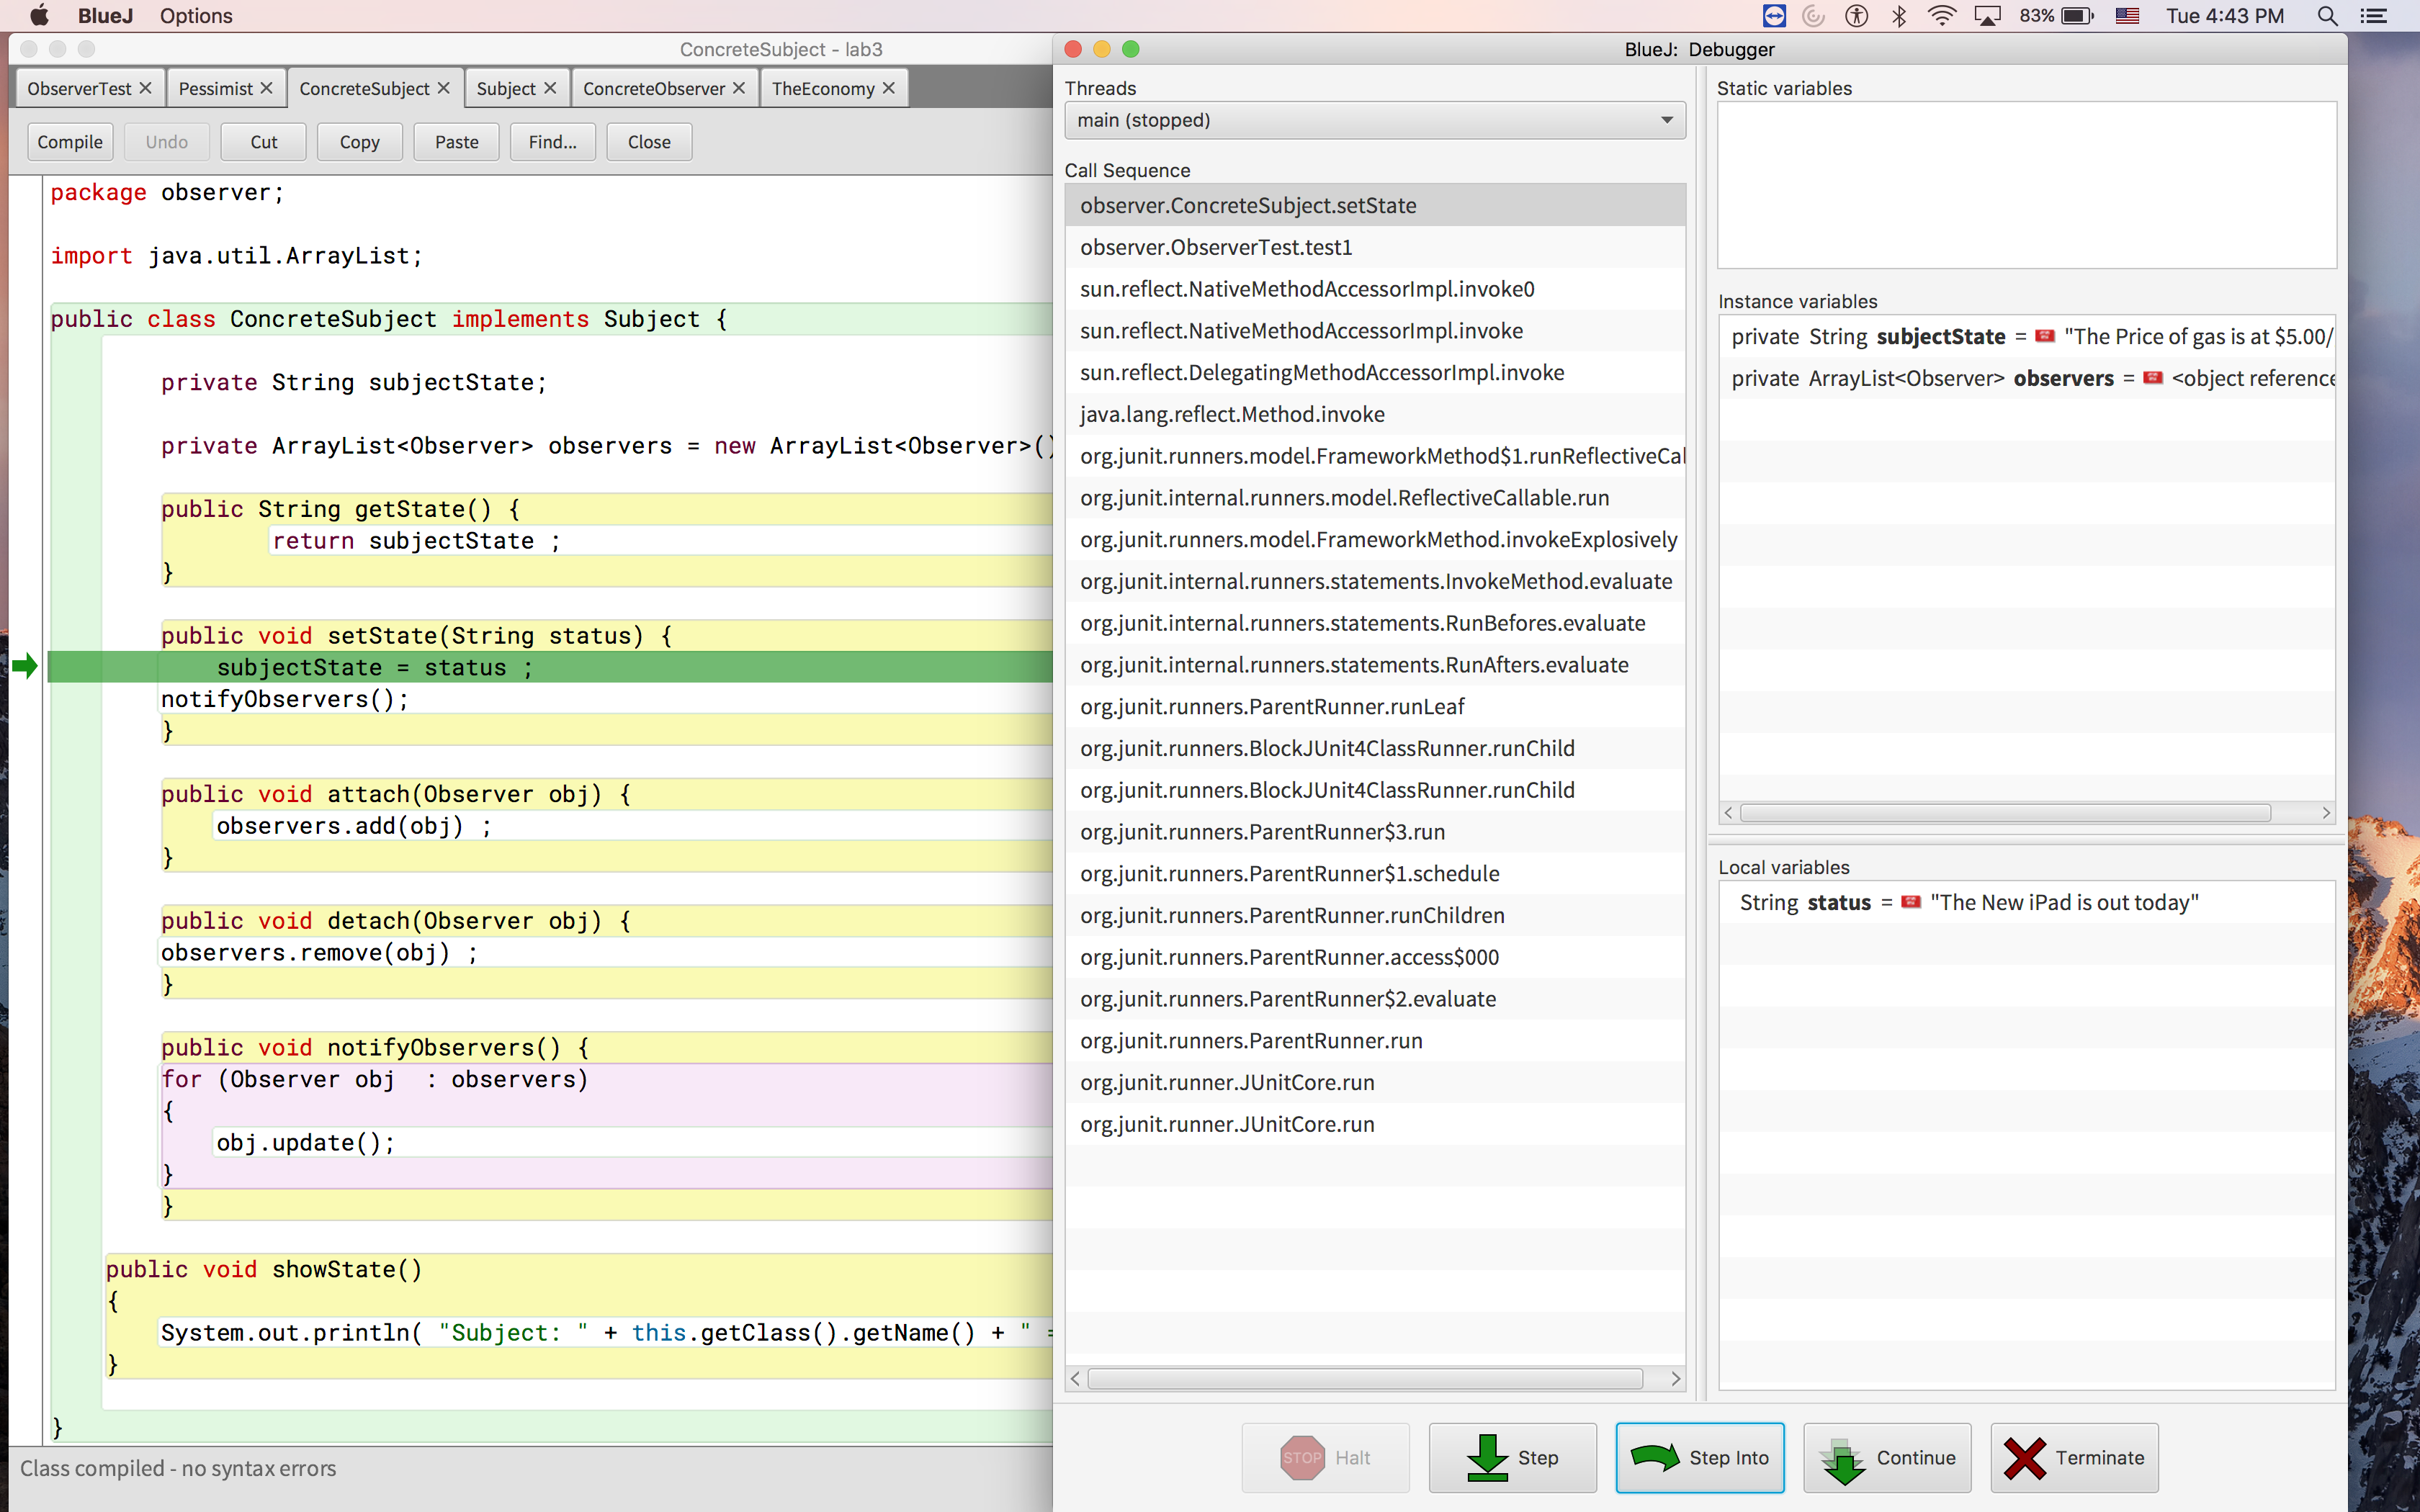 BlueJ Options 83% Tue 4:43 PM
ConcreteSubject - lab3
ObserverTest Pessimist ConcreteSubject Subject ConcreteObserver TheEconomy
Compile Undo Cut Copy Paste Find... Close
package observer;
import java.util.ArrayList;
public class ConcreteSubject implements Subject {
private String subjectState;
private ArrayList<Observer> observers = new ArrayList<Observer>()
public String getState() {
return subjectState ;
}
public void setState(String status) {
subjectState = status ;
notifyObservers();
}
public void attach(Observer obj) {
observers.add(obj) ;
}
public void detach(Observer obj) {
observers.remove(obj) ;
}
public void notifyObservers() {
for (Observer obj  : observers)
{
obj.update();
}
}
public void showState()
{
System.out.println( "Subject: " + this.getClass().getName() + " =
}
}
Class compiled - no syntax errors
BlueJ: Debugger
Threads
main (stopped)
Call Sequence
observer.ConcreteSubject.setState
observer.ObserverTest.test1
sun.reflect.NativeMethodAccessorImpl.invoke0
sun.reflect.NativeMethodAccessorImpl.invoke
sun.reflect.DelegatingMethodAccessorImpl.invoke
java.lang.reflect.Method.invoke
org.junit.runners.model.FrameworkMethod$1.runReflectiveCal
org.junit.internal.runners.model.ReflectiveCallable.run
org.junit.runners.model.FrameworkMethod.invokeExplosively
org.junit.internal.runners.statements.InvokeMethod.evaluate
org.junit.internal.runners.statements.RunBefores.evaluate
org.junit.internal.runners.statements.RunAfters.evaluate
org.junit.runners.ParentRunner.runLeaf
org.junit.runners.BlockJUnit4ClassRunner.runChild
org.junit.runners.BlockJUnit4ClassRunner.runChild
org.junit.runners.ParentRunner$3.run
org.junit.runners.ParentRunner$1.schedule
org.junit.runners.ParentRunner.runChildren
org.junit.runners.ParentRunner.access$000
org.junit.runners.ParentRunner$2.evaluate
org.junit.runners.ParentRunner.run
org.junit.runner.JUnitCore.run
org.junit.runner.JUnitCore.run
Static variables
Instance variables
private String subjectState = "The Price of gas is at $5.00/
private ArrayList<Observer> observers = <object reference
Local variables
String status = "The New iPad is out today"
STOP Halt Step Step Into Continue Terminate